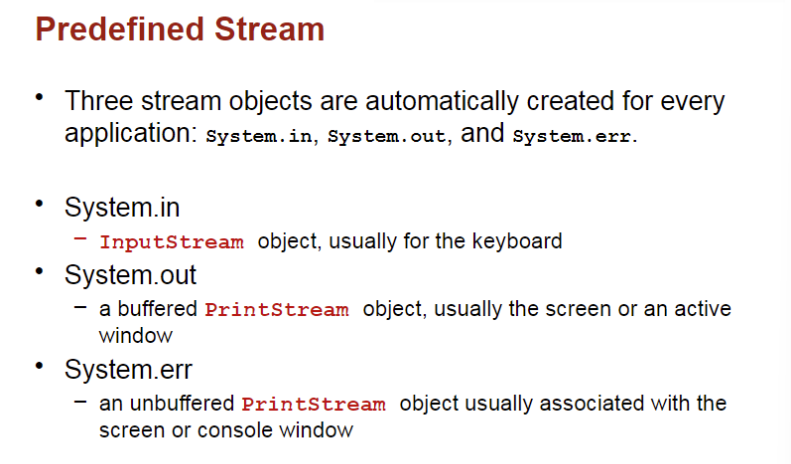 Predefined Stream
• Three stream objects are automatically created for every
application: System.in, System.out, and System.err.
• System.in
– InputStream object, usually for the keyboard
• System.out
– a buffered PrintStream object, usually the screen or an active
window
• System.err
– an unbuffered PrintStream object usually associated with the
screen or console window